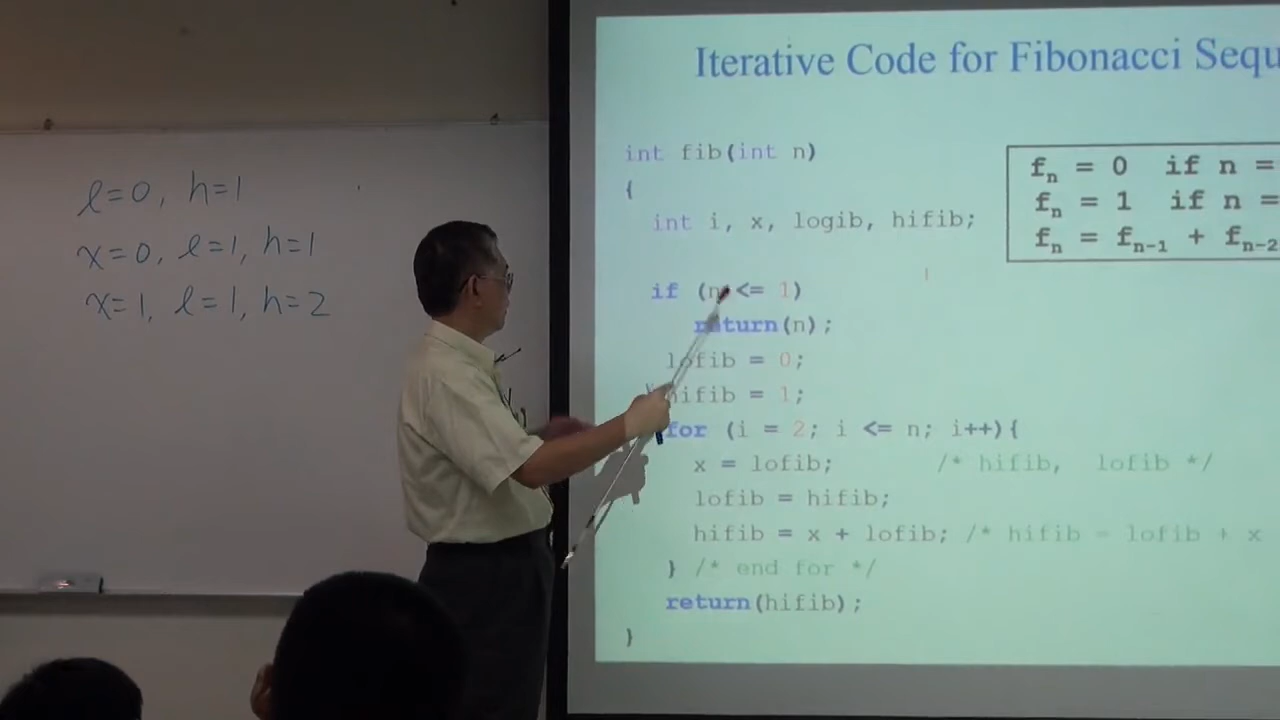 l=0, h=1
x=0, l=1, h=1
x=1, l=1, h=2
Iterative Code for Fibonacci Sequ
int fib(int n)
{
int i, x, logib, hifib;
if (n <= 1)
return(n);
lofib = 0;
hifib = 1;
for (i = 2; i <= n; i++){
x = lofib; /* hifib, lofib */
lofib = hifib;
hifib = x + lofib; /* hifib = lofib + x
} /* end for */
return(hifib);
}
fn = 0 if n =
fn = 1 if n =
fn = fn-1 + fn-2